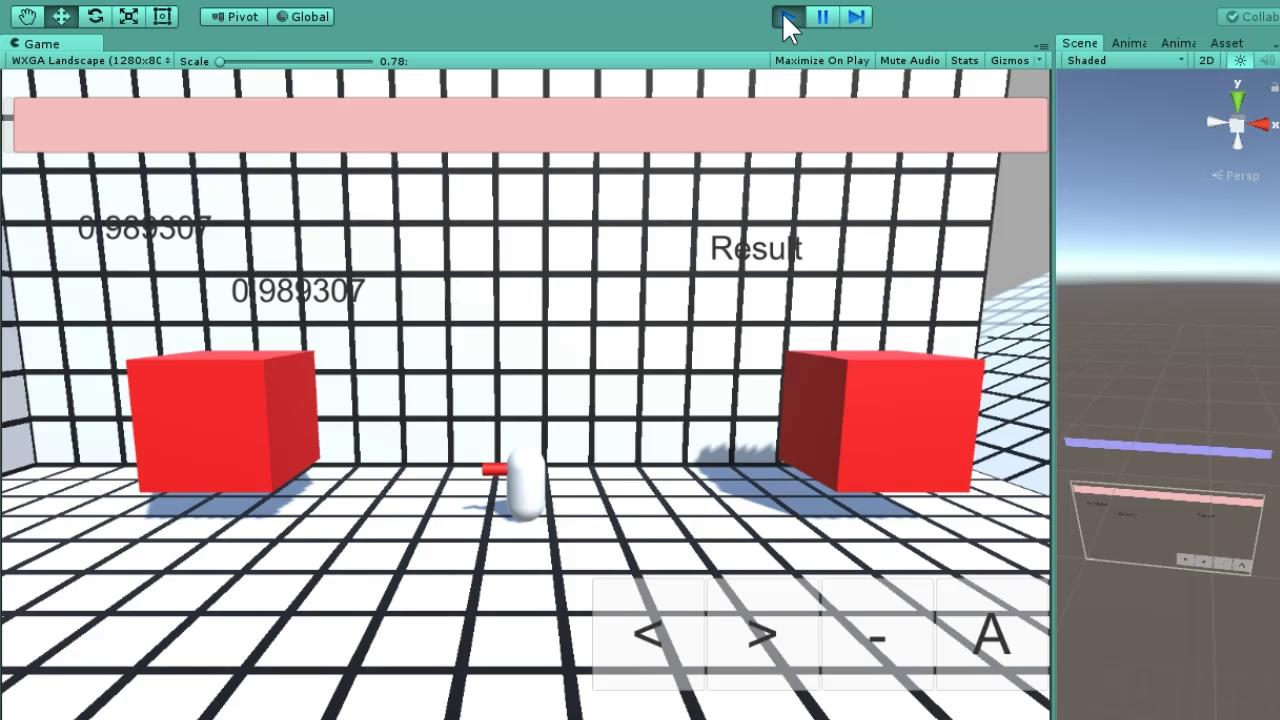 Pivot Global Collab
Game Scene Anima Anima Asset
WXGA Landscape (1280x80 Scale 0.78: Maximize On Play Mute Audio Stats Gizmos Shaded 2D
y
x
Persp
0.989307
Result
0.989307
< > - A